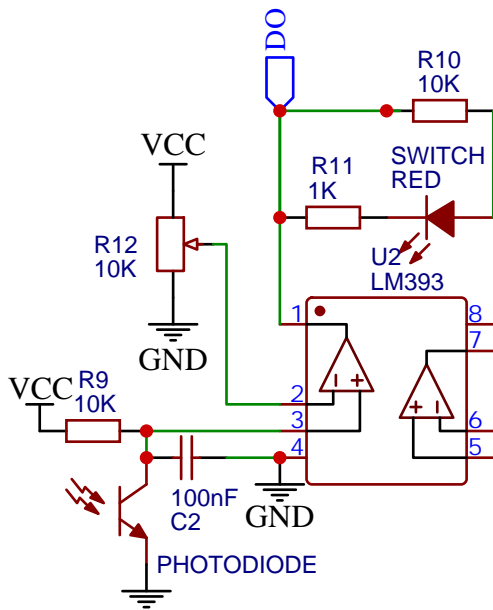 DO
R10
10K
VCC
R11
1K
SWITCH
RED
R12
10K
U2
LM393
GND
1
8
7
VCC
R9
10K
2
3
4
6
5
100nF
C2
GND
PHOTODIODE